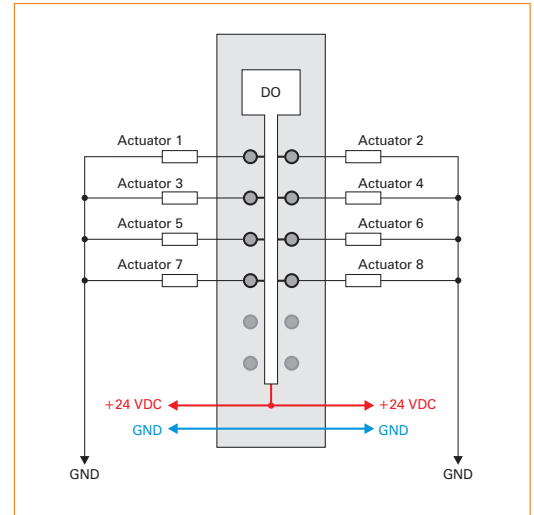 DO
Actuator 1
Actuator 2
Actuator 3
Actuator 4
Actuator 5
Actuator 6
Actuator 7
Actuator 8
+24 VDC
+24 VDC
GND
GND
GND
GND